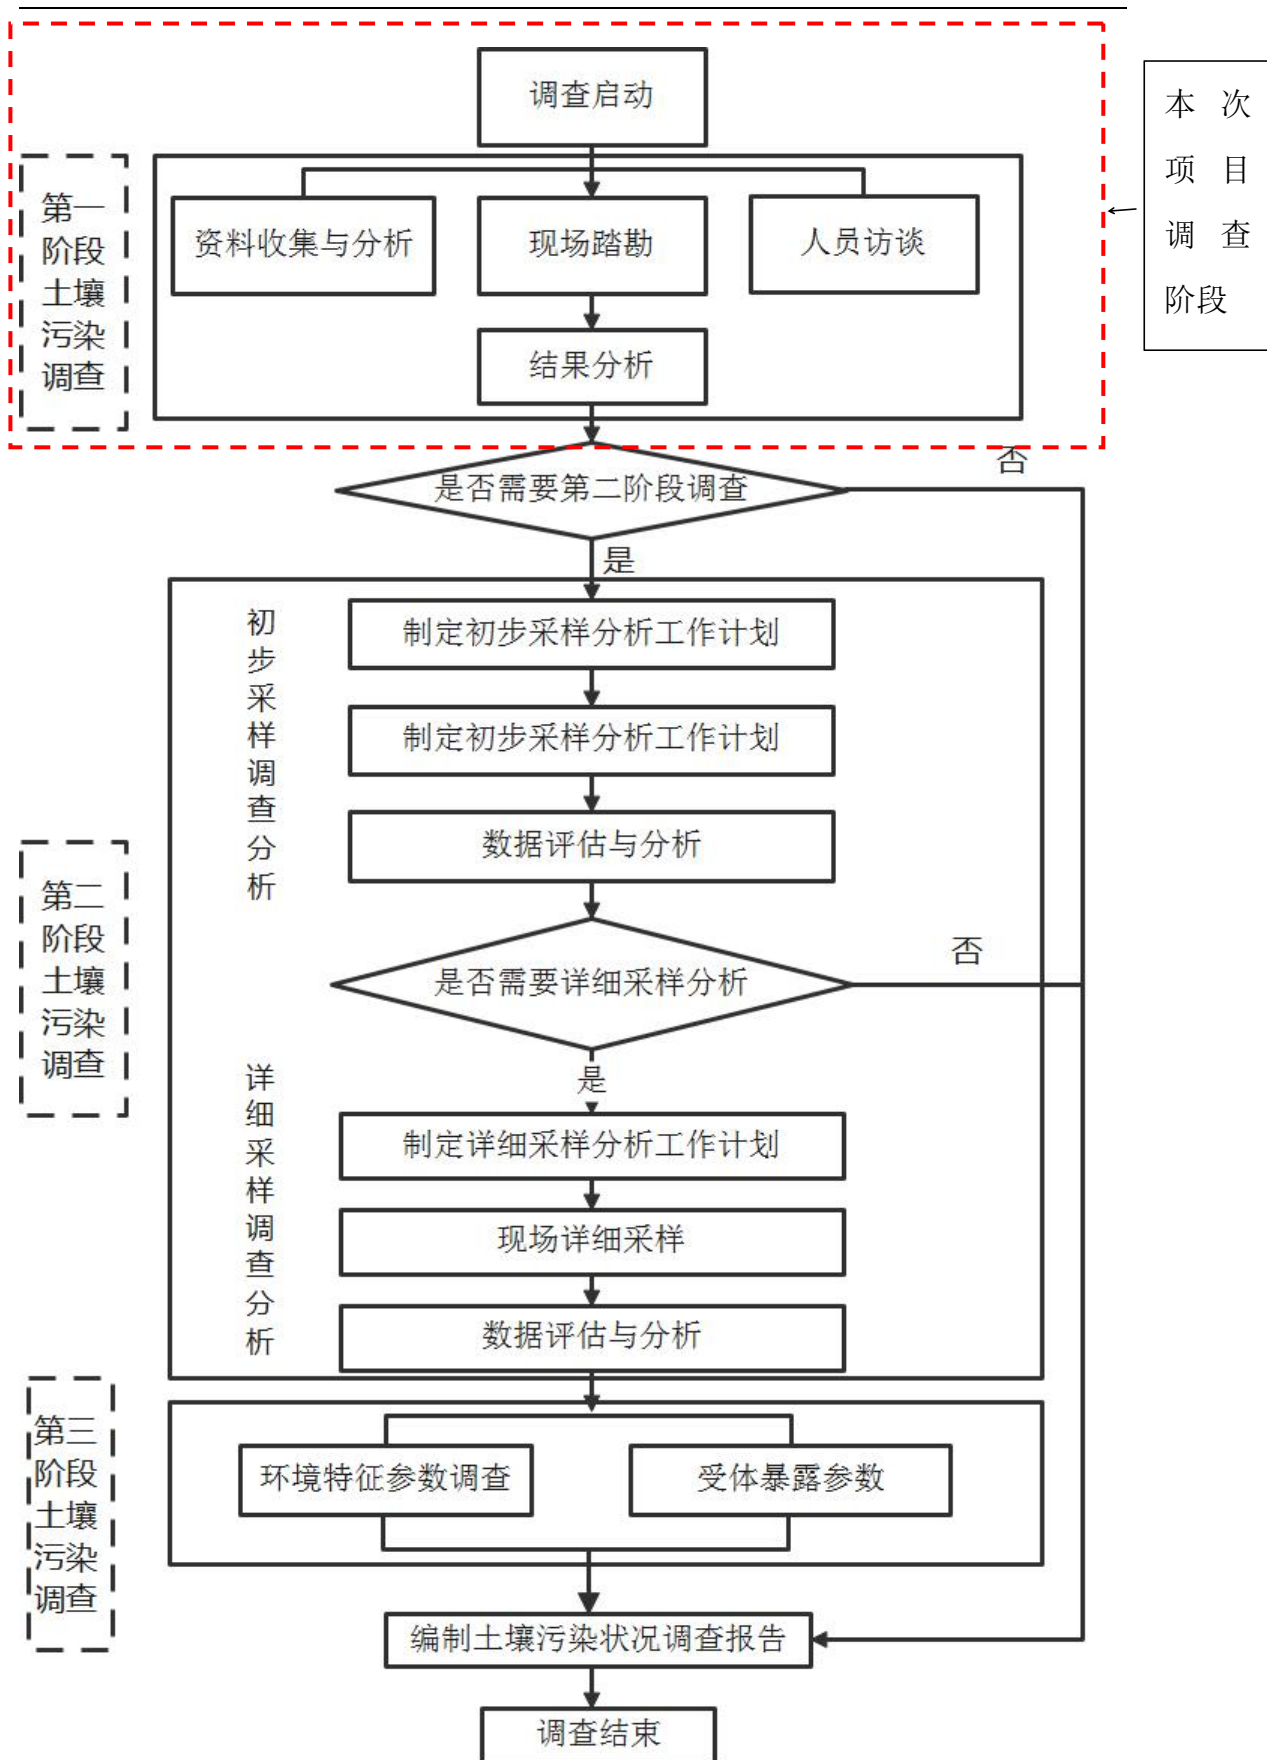 调查启动
本次
项目
调查
阶段
第一
阶段
土壤
污染
调查
资料收集与分析
现场踏勘
人员访谈
结果分析
是否需要第二阶段调查
否
是
初步采样调查分析
制定初步采样分析工作计划
制定初步采样分析工作计划
数据评估与分析
第二
阶段
土壤
污染
调查
是否需要详细采样分析
否
是
详细采样调查分析
制定详细采样分析工作计划
现场详细采样
数据评估与分析
第三
阶段
土壤
污染
调查
环境特征参数调查
受体暴露参数
编制土壤污染状况调查报告
调查结束